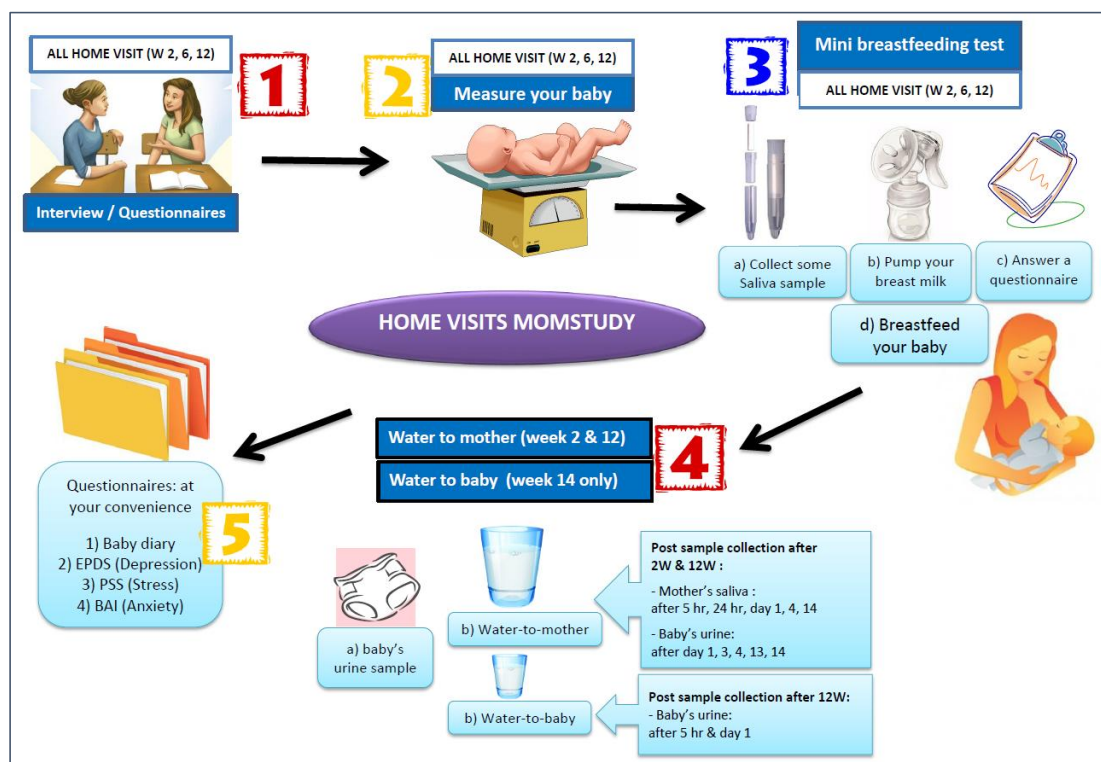 ALL HOME VISIT (W 2, 6, 12)
1
Interview / Questionnaires
2
ALL HOME VISIT (W 2, 6, 12)
Measure your baby
3
Mini breastfeeding test
ALL HOME VISIT (W 2, 6, 12)
a) Collect some
Saliva sample
b) Pump your
breast milk
c) Answer a
questionnaire
d) Breastfeed
your baby
HOME VISITS MOMSTUDY
Water to mother (week 2 & 12)
Water to baby (week 14 only)
4
a) baby's
urine sample
b) Water-to-mother
Post sample collection after
2W & 12W :
- Mother's saliva :
after 5 hr, 24 hr, day 1, 4, 14
- Baby's urine:
after day 1, 3, 4, 13, 14
b) Water-to-baby
Post sample collection after 12W:
- Baby's urine:
after 5 hr & day 1
5
Questionnaires: at
your convenience
1) Baby diary
2) EPDS (Depression)
3) PSS (Stress)
4) BAI (Anxiety)